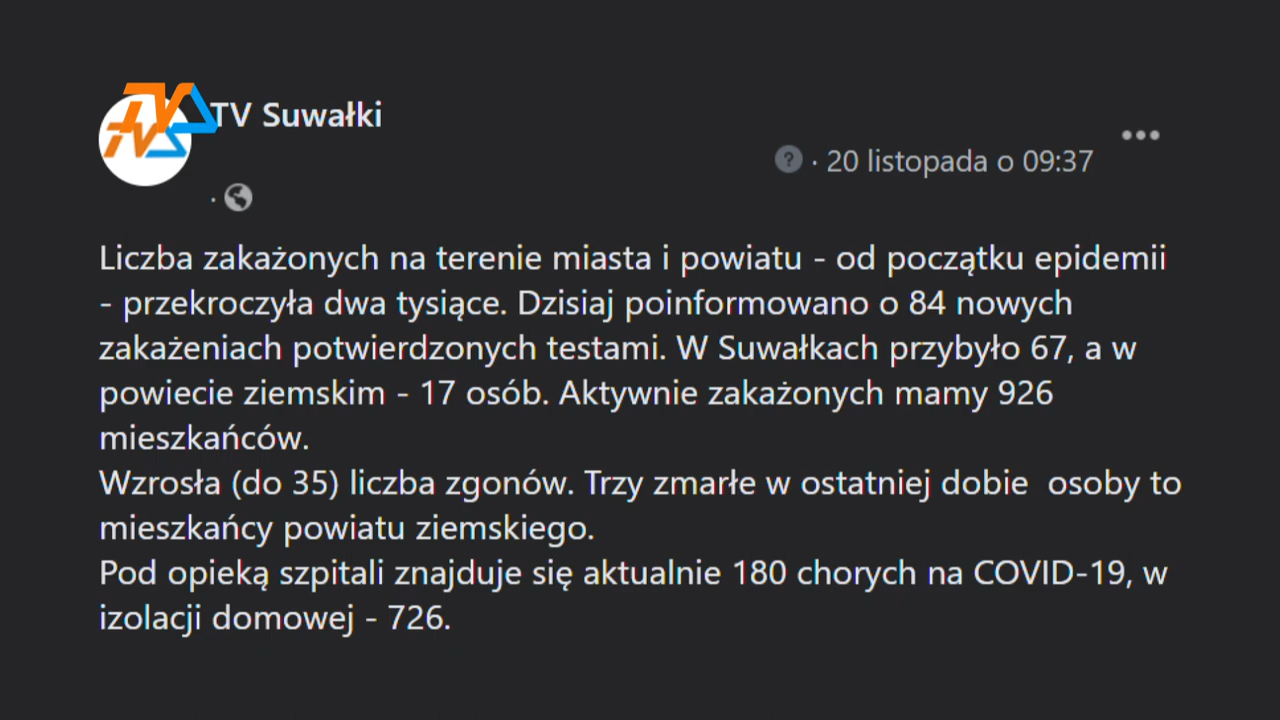 TV Suwałki
? · 20 listopada o 09:37
Liczba zakażonych na terenie miasta i powiatu - od początku epidemii
- przekroczyła dwa tysiące. Dzisiaj poinformowano o 84 nowych
zakażeniach potwierdzonych testami. W Suwałkach przybyło 67, a w
powiecie ziemskim - 17 osób. Aktywnie zakażonych mamy 926
mieszkańców.
Wzrosła (do 35) liczba zgonów. Trzy zmarłe w ostatniej dobie  osoby to
mieszkańcy powiatu ziemskiego.
Pod opieką szpitali znajduje się aktualnie 180 chorych na COVID-19, w
izolacji domowej - 726.